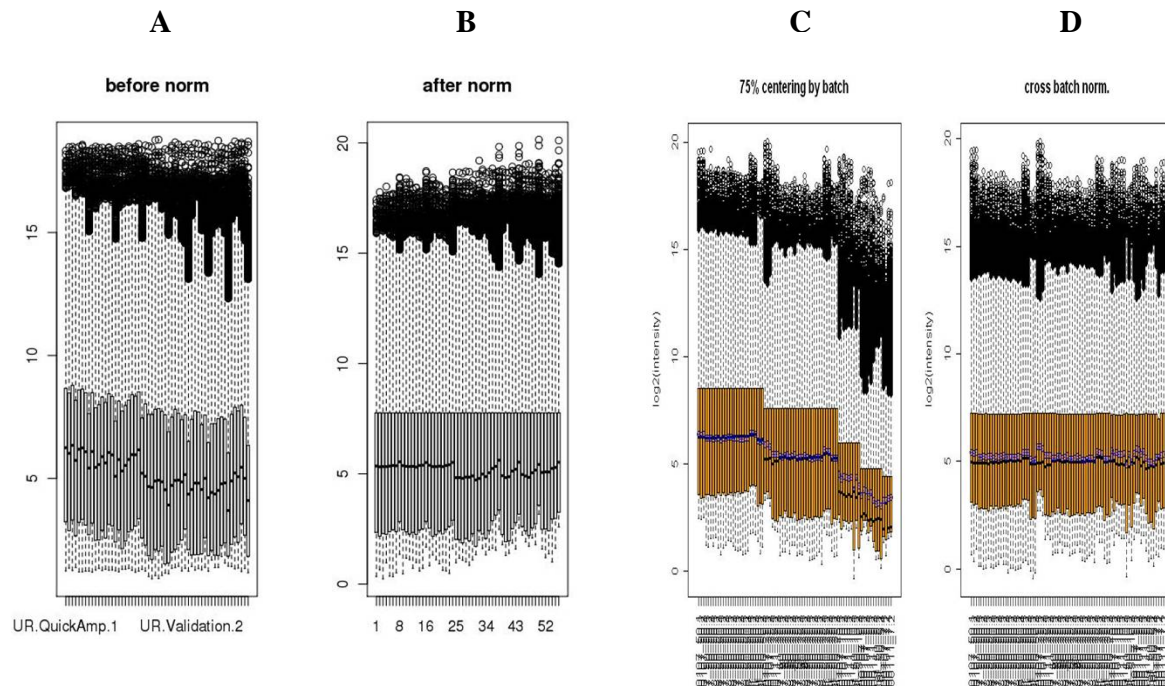 A
before norm
15
10
5
UR.QuickAmp.1 UR.Validation.2
B
after norm
20
15
10
5
0
1 8 16 25 34 43 52
C
75% centering by batch
log2(intensity)
20
15
10
5
0
D
cross batch norm.
log2(intensity)
20
15
10
5
0